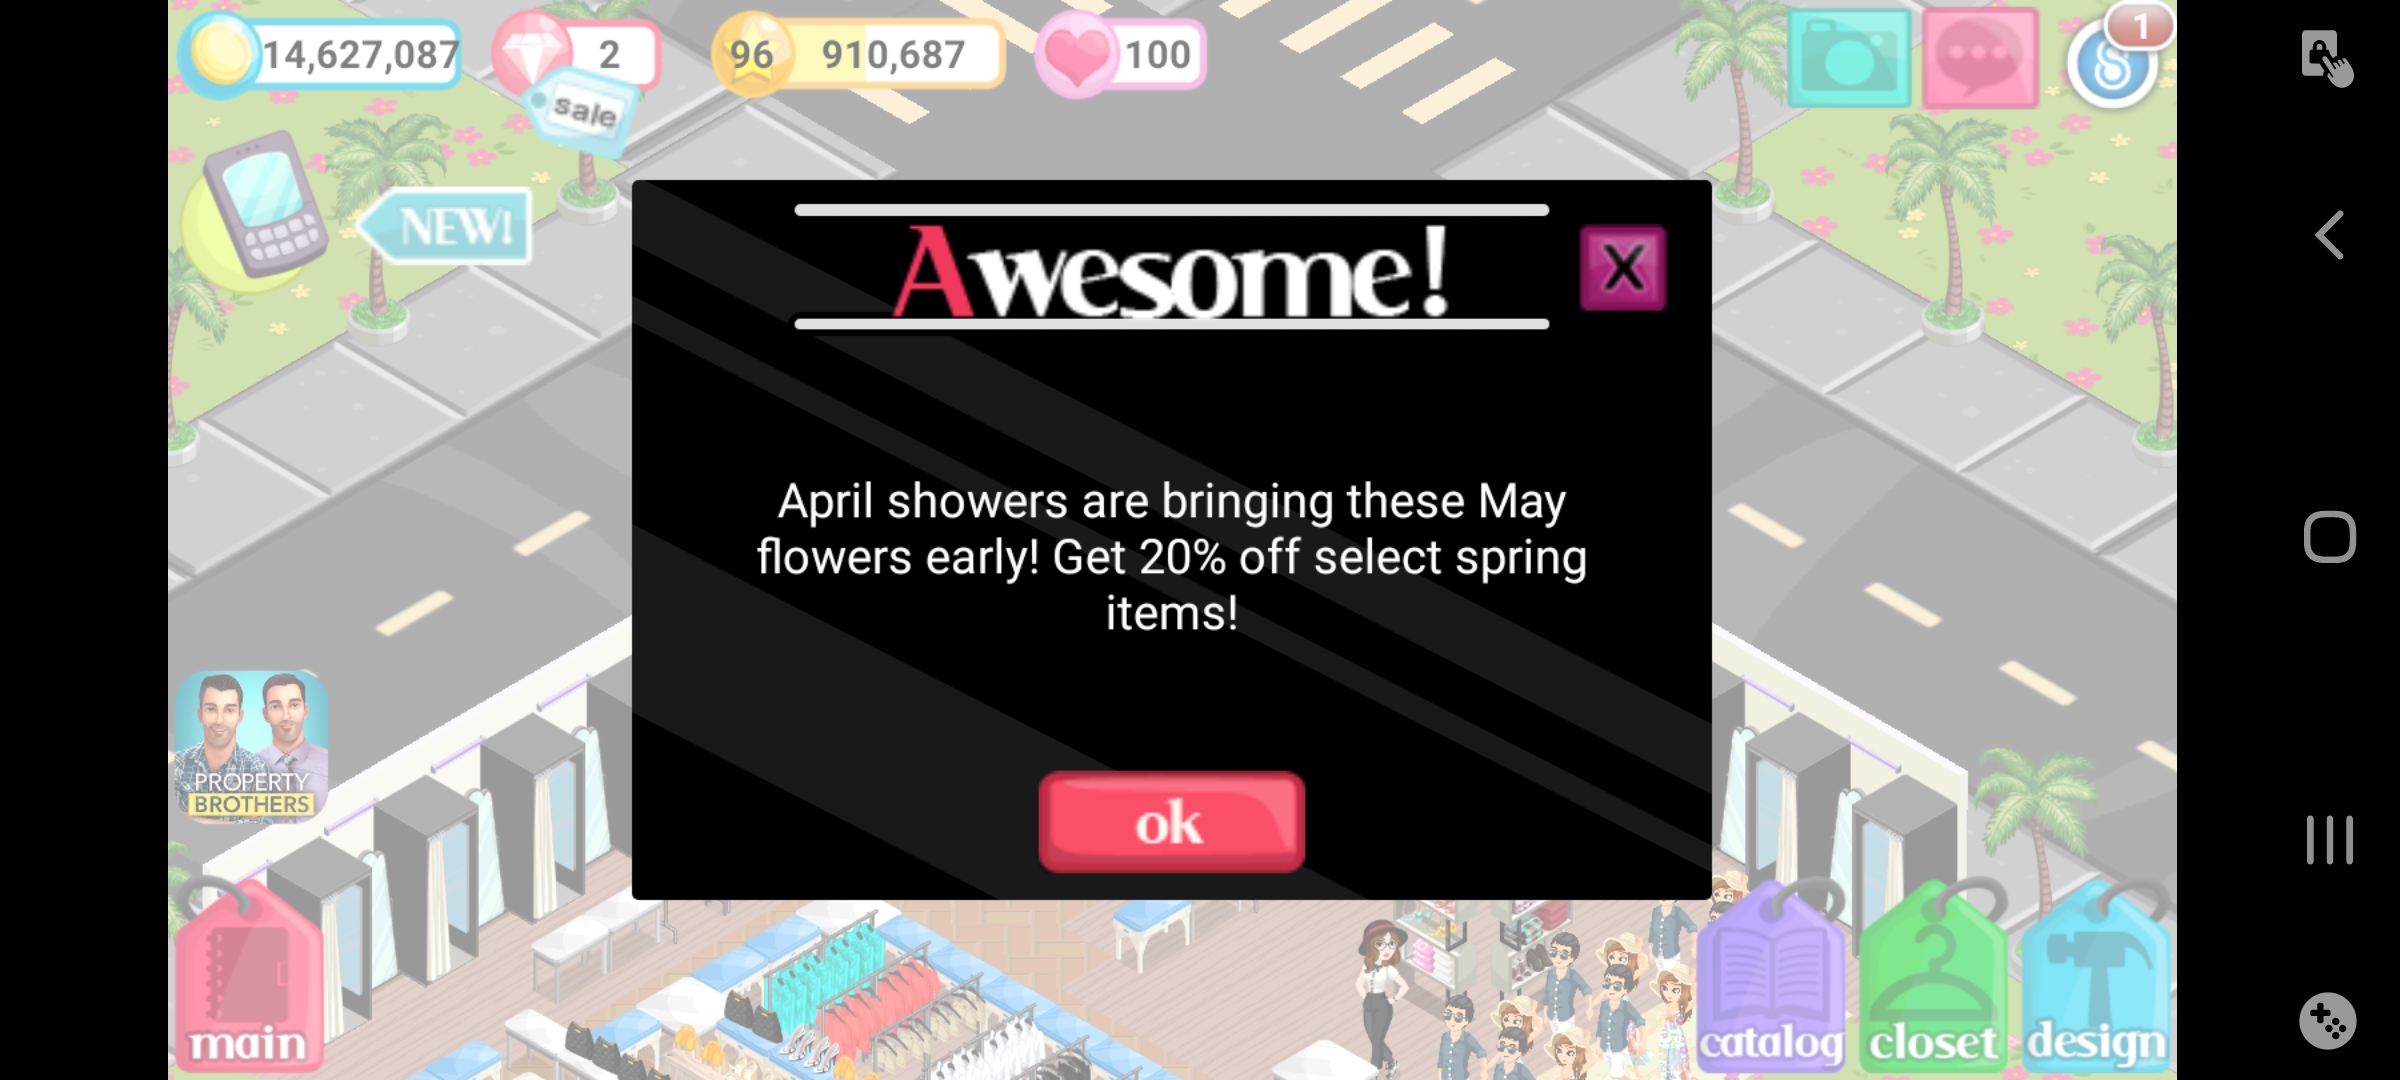 14,627,087
2
96
910,687
100
1
sale
NEW!
Awesome!
X
April showers are bringing these May
flowers early! Get 20% off select spring
items!
ok
PROPERTY
BROTHERS
main
catalog
closet
design